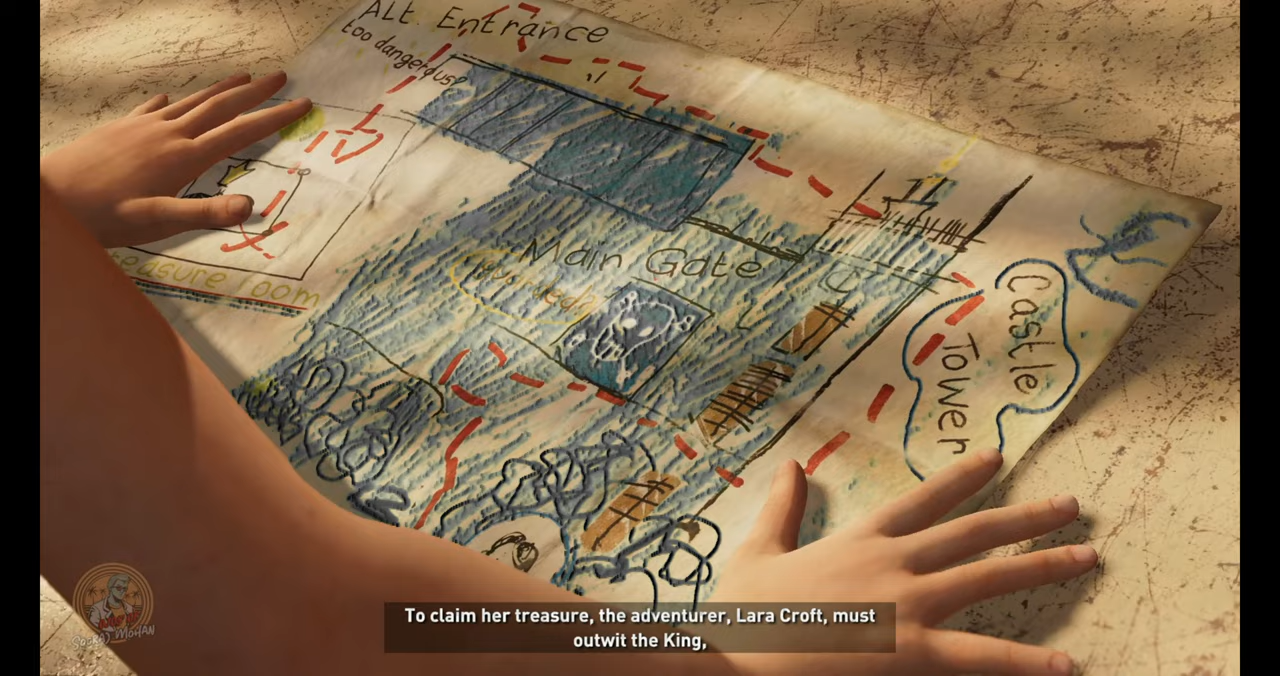 Alt. Entrance
too dangerous?
Main Gate
treasure room
Castle
Tower
To claim her treasure, the adventurer, Lara Croft, must
outwit the King,